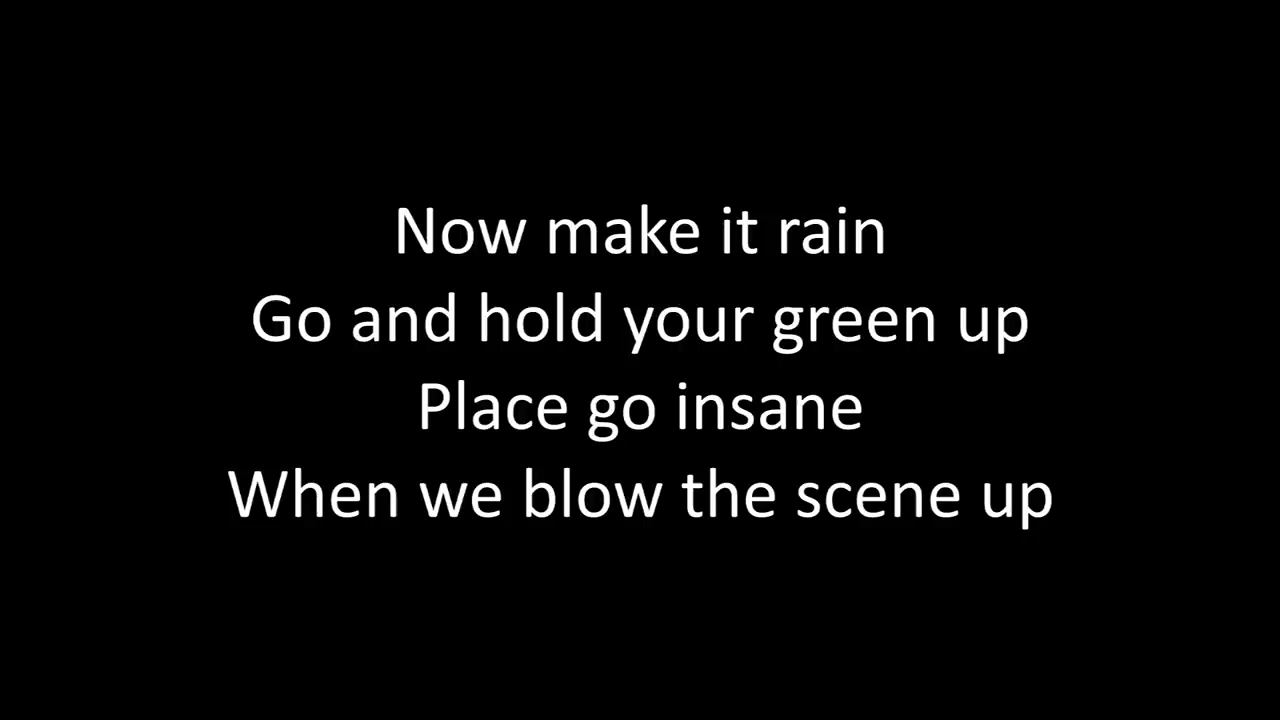 Now make it rain
Go and hold your green up
Place go insane
When we blow the scene up